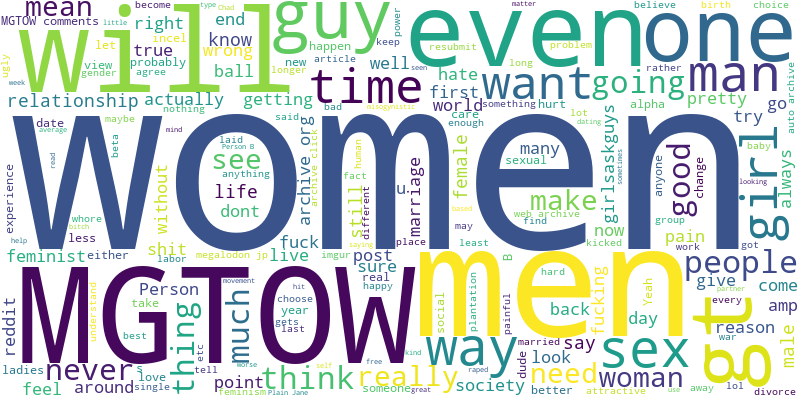 MGTOW comments
mean
will
guy
even
one
little
become
type
Chad
keep
power
believe
birth
choice
matter
let
incel
right
end
true
know
happen
article
resubmit
problem
rather
man
view
gender
probably
agree
wrong
ball
time
well
new
longer
hate
long
want
going
ugly
week
relationship
actually
getting
nothing
said
bad
misogynistic
seen
first
world
something
hurt
alpha
pretty
go
auto archive
date
maybe
average
mind
beta
laid
Person B
anything
see
archive org
archive click
human
care
enough
lot
dating
try
women
many
sexual
girlsaskguys
sometimes
anyone
good
change
baby
looking
girl
always
experience
read
without
life
dont
fact
still
different
u
marriage
female
make
web archive
find
now
group
help
whore
bitch
less
shit
fuck
saying
based
place
may
least
kicked
pain
work
got
feminist
either
labor
megalodon jp
live
imgur
post
B
MGTOW
men
people
understand
Person
much
movement
hit
real
sure
happy
social
plantation
hard
painful
Yeah
fucking
back
day
give
every
come
amp
reddit
take
thing
choose
year
gets
last
etc
best
way
married
dude
say
sex
gt
reason
war
partner
male
never
s
tell
worse
free
kind
need
look
woman
ladies
love
around
feel
single
feminism
point
think
self
Plain Jane
really
someone
great
raped
society
better
attractive
use
away
lol
divorce